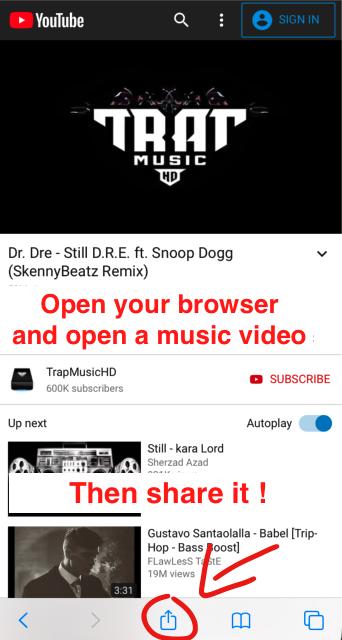 YouTube
SIGN IN
TRAP
MUSIC
HD
Dr. Dre - Still D.R.E. ft. Snoop Dogg
(SkennyBeatz Remix)
Open your browser
and open a music video
TrapMusicHD
600K subscribers
SUBSCRIBE
Up next
Autoplay
Still - kara Lord
Sherzad Azad
Then share it !
Gustavo Santaolalla - Babel [Trip-
Hop - Bass Boost]
FLawLesS TaStE
19M views
3:31